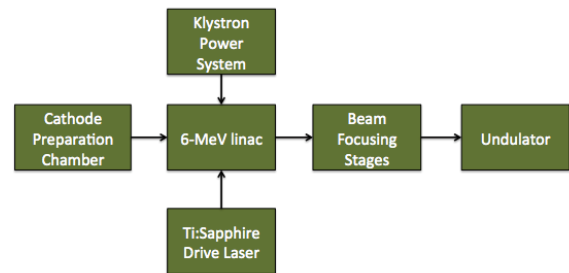 Klystron
Power
System
Cathode
Preparation
Chamber
6-MeV linac
Beam
Focusing
Stages
Undulator
Ti:Sapphire
Drive Laser